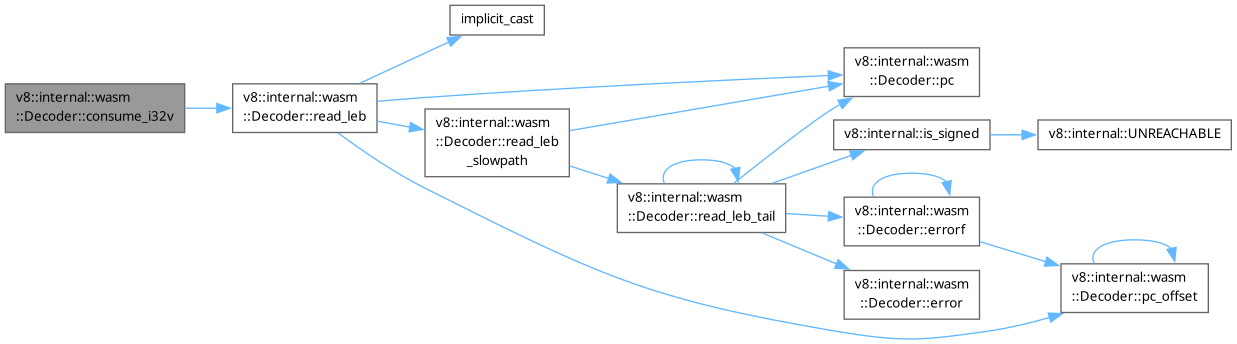 implicit_cast
v8::internal::wasm
::Decoder::consume_i32v
v8::internal::wasm
::Decoder::read_leb
v8::internal::wasm
::Decoder::read_leb
_slowpath
v8::internal::wasm
::Decoder::read_leb_tail
v8::internal::wasm
::Decoder::pc
v8::internal::is_signed
v8::internal::UNREACHABLE
v8::internal::wasm
::Decoder::errorf
v8::internal::wasm
::Decoder::error
v8::internal::wasm
::Decoder::pc_offset